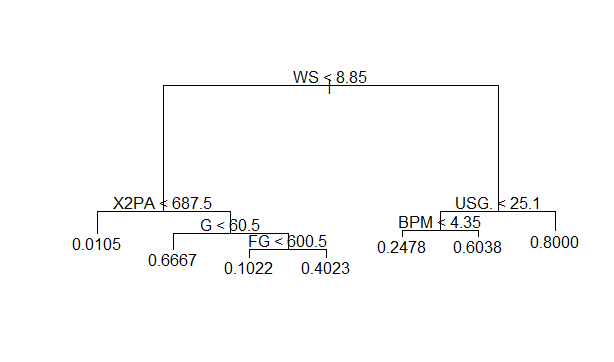 WS < 8.85
X2PA < 687.5
USG. < 25.1
G < 60.5
BPM < 4.35
FG < 600.5
0.0105
0.6667
0.1022
0.4023
0.2478
0.6038
0.8000